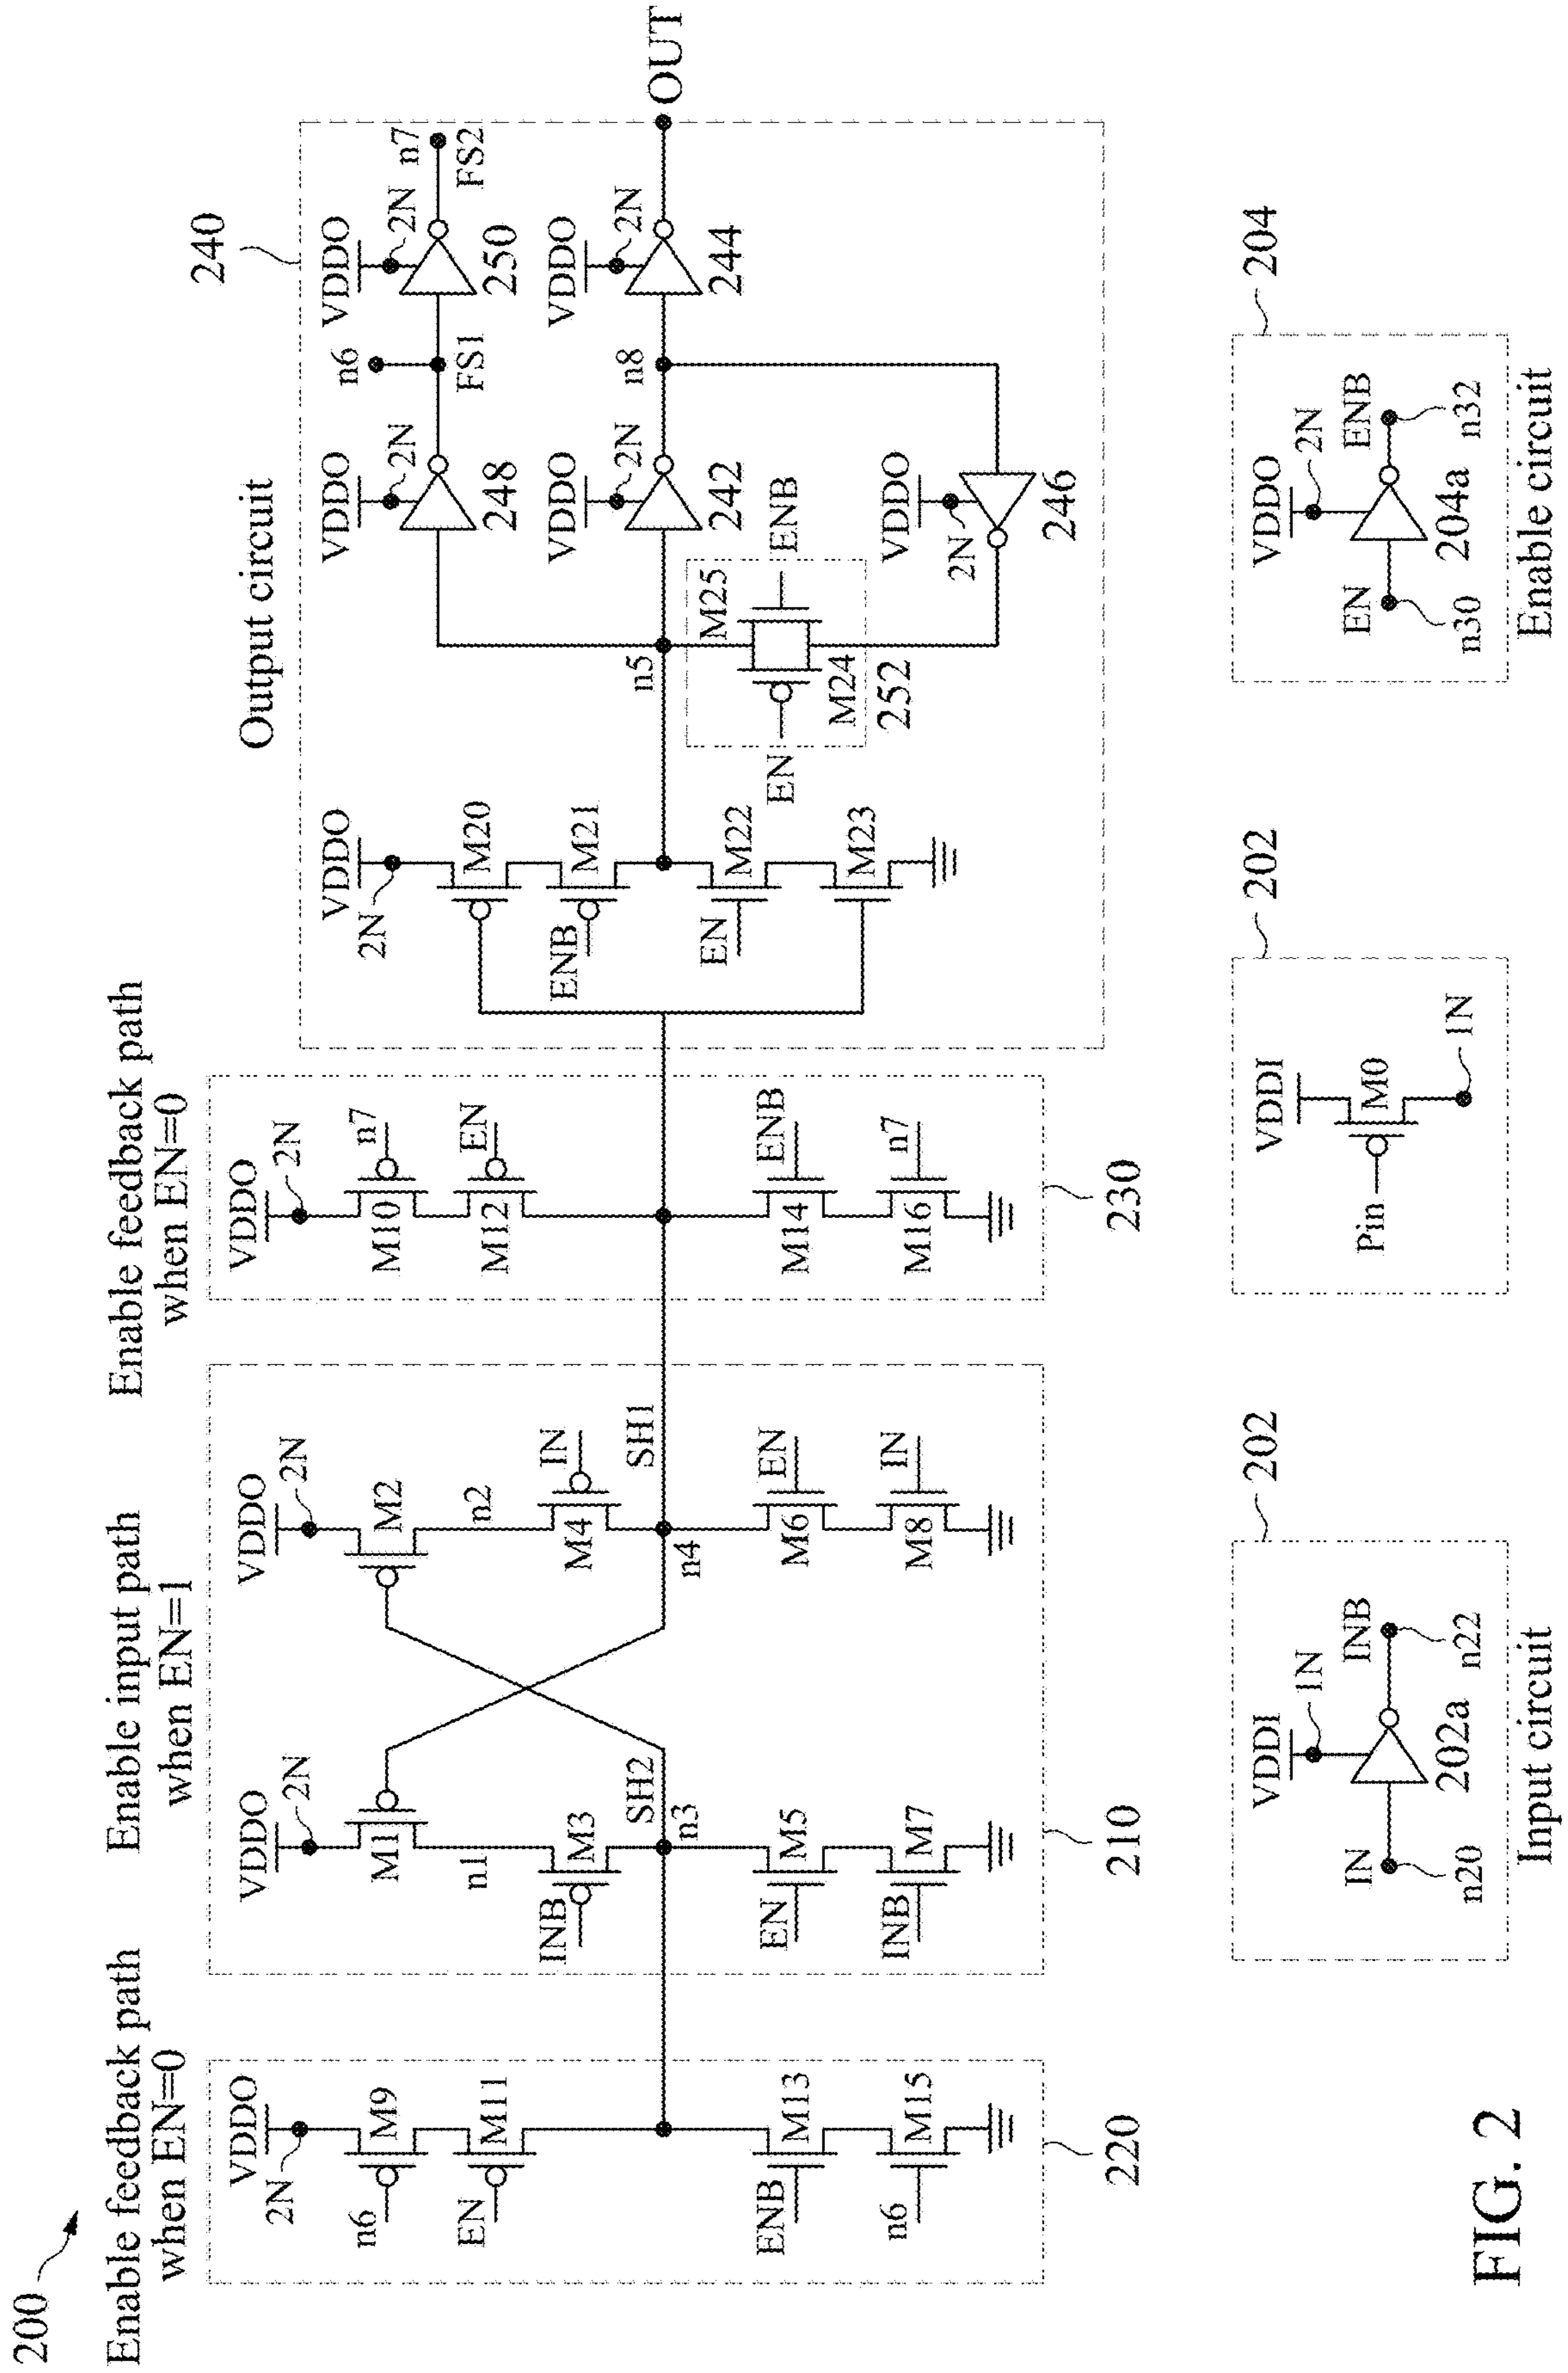 200
Enable feedback path
when EN=0
Enable input path
when EN=1
Enable feedback path
when EN=0
Output circuit
240
VDDO
2N
n6
M9
EN
M11
ENB
M13
n6
M15
220
VDDO
2N
M1
n1
INB
M3
SH2
n3
EN
M5
INB
M7
VDDO
2N
M2
n2
IN
M4
SH1
n4
EN
M6
IN
M8
210
VDDO
2N
n7
M10
EN
M12
ENB
M14
n7
M16
230
VDDO
2N
M20
ENB
M21
EN
M22
M23
n5
VDDO
2N
248
n6
FS1
VDDO
2N
250
n7
FS2
VDDO
2N
242
n8
VDDO
2N
244
OUT
M25
ENB
EN
M24
252
VDDO
2N
246
202
VDDI
1N
IN
INB
n20
202a
n22
Input circuit
202
VDDI
Pin
M0
1N
204
VDDO
2N
EN
ENB
n30
204a
n32
Enable circuit
FIG. 2